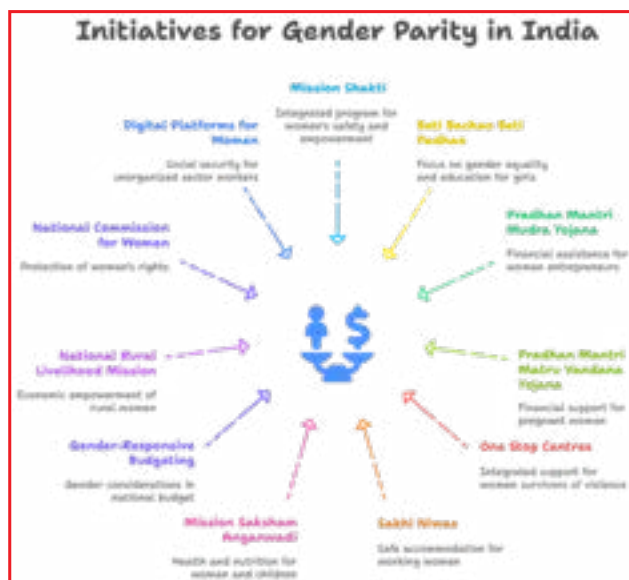 Initiatives for Gender Parity in India
Mission Shakti
Integrated program for
women's safety and
empowerment
Beti Bachao Beti
Padhao
Focus on gender equality
and education for girls
Pradhan Mantri
Mudra Yojana
Financial assistance for
women entrepreneurs
Pradhan Mantri
Matru Vandana
Yojana
Financial support for
pregnant women
One Stop Centres
Integrated support for
women survivors of violence
Sakhi Niwas
Safe accommodation for
working women
Mission Saksham
Anganwadi
Health and nutrition for
women and children
Gender-Responsive
Budgeting
Gender considerations in
national budget
National Rural
Livelihood Mission
Economic empowerment of
rural women
National Commission
for Women
Protection of women's rights
Digital Platforms for
Women
Social security for
unorganized sector workers
$